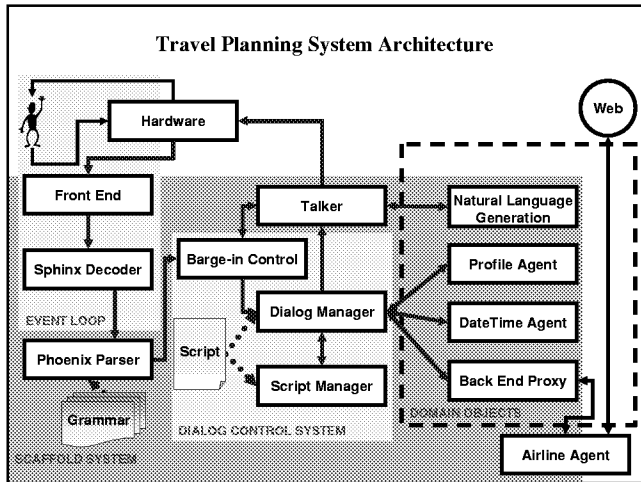 Travel Planning System Architecture
Web
Hardware
Front End
Talker
Natural Language
Generation
Sphinx Decoder
Barge-in Control
Profile Agent
EVENT LOOP
Dialog Manager
DateTime Agent
Phoenix Parser
Script
Script Manager
Back End Proxy
Grammar
DIALOG CONTROL SYSTEM
DOMAIN OBJECTS
SCAFFOLD SYSTEM
Airline Agent